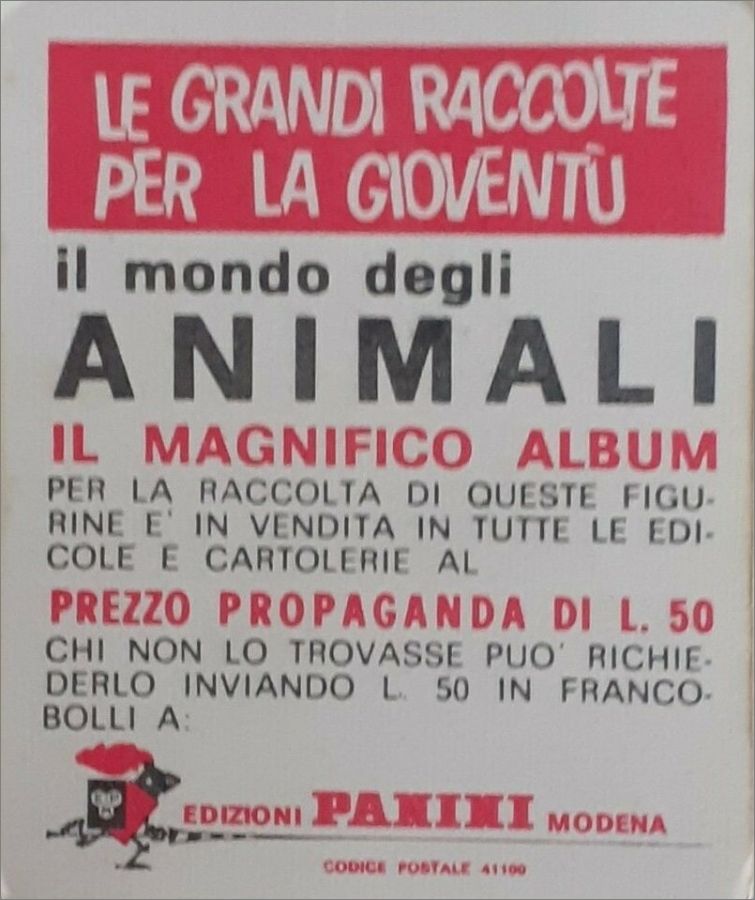 LE GRANDI RACCOLTE
PER LA GIOVENTÙ
il mondo degli
ANIMALI
IL MAGNIFICO ALBUM
PER LA RACCOLTA DI QUESTE FIGU-
RINE E' IN VENDITA IN TUTTE LE EDI-
COLE E CARTOLERIE AL
PREZZO PROPAGANDA DI L. 50
CHI NON LO TROVASSE PUO' RICHIE-
DERLO INVIANDO L. 50 IN FRANCO-
BOLLI A:
EDIZIONI PANINI MODENA
CODICE POSTALE 41100